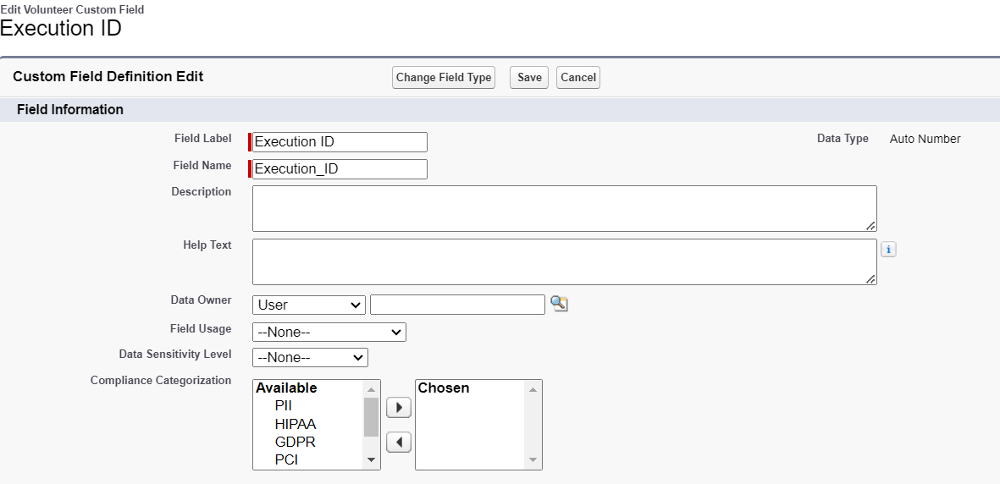 Edit Volunteer Custom Field
Execution ID
Custom Field Definition Edit
Change Field Type Save Cancel
Field Information
Field Label Execution ID Data Type Auto Number
Field Name Execution_ID
Description
Help Text
i
Data Owner User
Field Usage --None--
Data Sensitivity Level --None--
Compliance Categorization
Available
PII
HIPAA
GDPR
PCI
Chosen